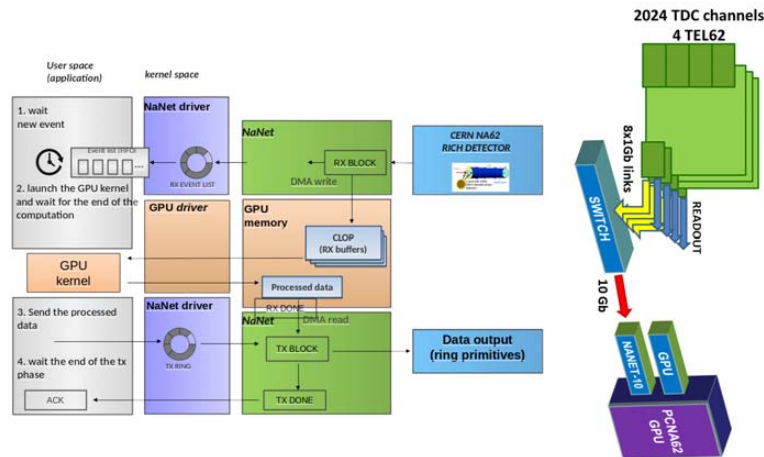 User space
(application)
kernel space
1. wait
new event
Event list (FIFO)
...
2. launch the GPU kernel
and wait for the end of the
computation
NaNet driver
RX EVENT LIST
NaNet
RX BLOCK
DMA write
CERN NA62
RICH DETECTOR
GPU driver
GPU
memory
CLOP
(RX buffers)
GPU
kernel
Processed data
RX DONE
3. Send the processed
data
4. wait the end of the tx
phase
ACK
NaNet driver
TX RING
NaNet
DMA read
TX BLOCK
TX DONE
Data output
(ring primitives)
2024 TDC channels
4 TEL62
8x1Gb links
READOUT
SWITCH
10 Gb
NANET-10
GPU
PCNA62
GPU